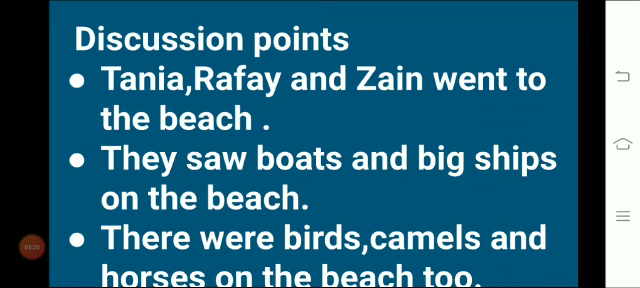 Discussion points
● Tania,Rafay and Zain went to
the beach .
● They saw boats and big ships
on the beach.
● There were birds,camels and
horses on the beach too.